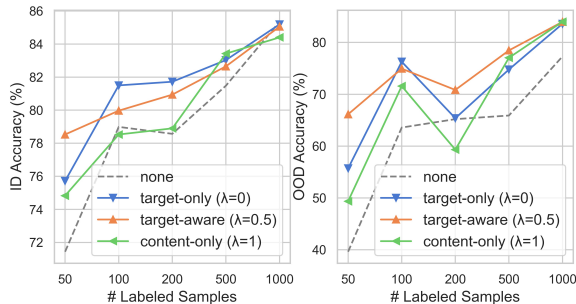 86
84
82
80
78
76
74
72
ID Accuracy (%)
none
target-only (λ=0)
target-aware (λ=0.5)
content-only (λ=1)
50
100
200
500
1000
# Labeled Samples
80
70
60
50
40
OOD Accuracy (%)
none
target-only (λ=0)
target-aware (λ=0.5)
content-only (λ=1)
50
100
200
500
1000
# Labeled Samples